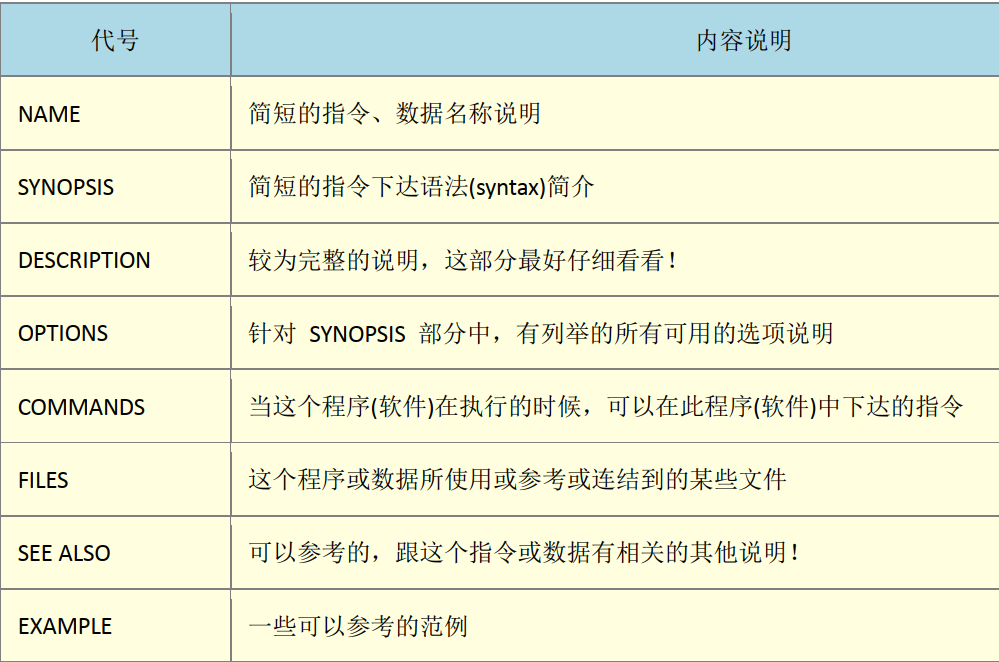 代号 内容说明
NAME 简短的指令、数据名称说明
SYNOPSIS 简短的指令下达语法(syntax)简介
DESCRIPTION 较为完整的说明，这部分最好仔细看看！
OPTIONS 针对 SYNOPSIS 部分中，有列举的所有可用的选项说明
COMMANDS 当这个程序(软件)在执行的时候，可以在此程序(软件)中下达的指令
FILES 这个程序或数据所使用或参考或连结到的某些文件
SEE ALSO 可以参考的，跟这个指令或数据有相关的其他说明！
EXAMPLE 一些可以参考的范例